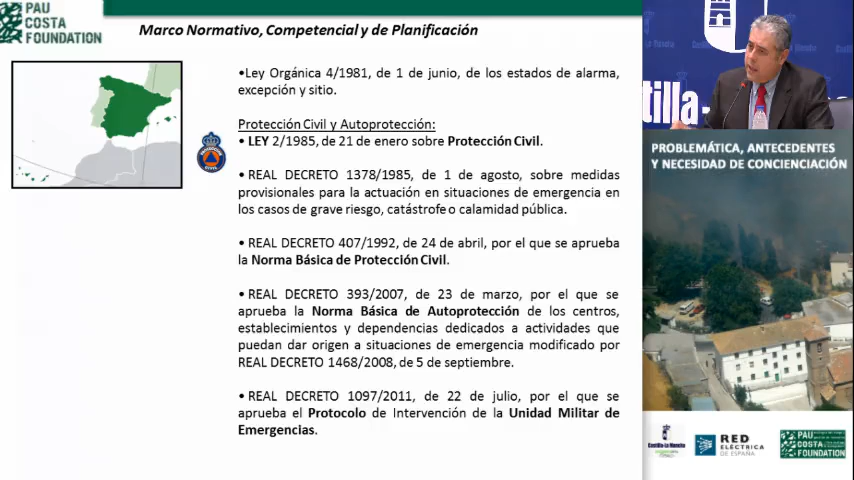 PAU
COSTA
FOUNDATION
Marco Normativo, Competencial y de Planificación
•Ley Orgánica 4/1981, de 1 de junio, de los estados de alarma,
excepción y sitio.
Protección Civil y Autoprotección:
• LEY 2/1985, de 21 de enero sobre Protección Civil.
• REAL DECRETO 1378/1985, de 1 de agosto, sobre medidas
provisionales para la actuación en situaciones de emergencia en
los casos de grave riesgo, catástrofe o calamidad pública.
• REAL DECRETO 407/1992, de 24 de abril, por el que se aprueba
la Norma Básica de Protección Civil.
• REAL DECRETO 393/2007, de 23 de marzo, por el que se
aprueba la Norma Básica de Autoprotección de los centros,
establecimientos y dependencias dedicados a actividades que
puedan dar origen a situaciones de emergencia modificado por
REAL DECRETO 1468/2008, de 5 de septiembre.
• REAL DECRETO 1097/2011, de 22 de julio, por el que se
aprueba el Protocolo de Intervención de la Unidad Militar de
Emergencias.
Castilla-La Mancha
PROBLEMÁTICA, ANTECEDENTES
Y NECESIDAD DE CONCIENCIACIÓN
Castilla-La Mancha
RED
ELÉCTRICA
DE ESPAÑA
PAU
COSTA
FOUNDATION